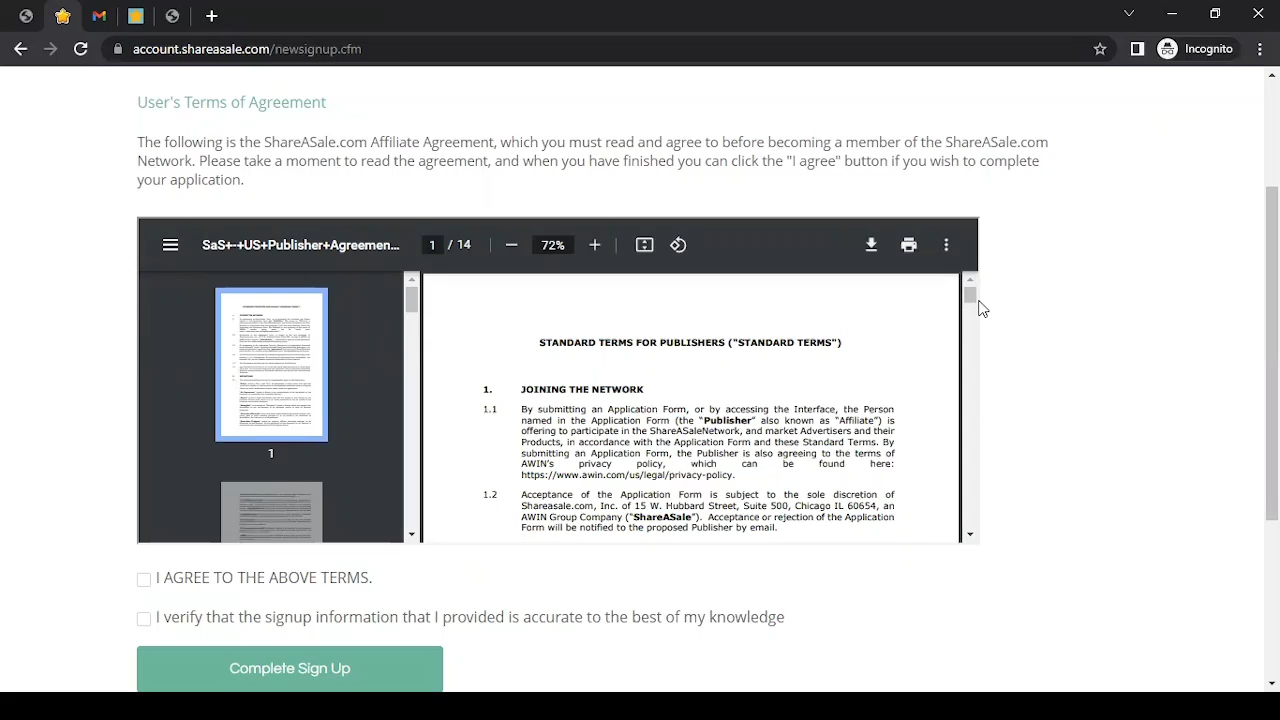 account.shareasale.com/newsignup.cfm
Incognito
User's Terms of Agreement
The following is the ShareASale.com Affiliate Agreement, which you must read and agree to before becoming a member of the ShareASale.com
Network. Please take a moment to read the agreement, and when you have finished you can click the "I agree" button if you wish to complete
your application.
SaS+-+US+Publisher+Agreemen...
1 / 14
72%
1
STANDARD TERMS FOR PUBLISHERS ("STANDARD TERMS")
1. JOINING THE NETWORK
1.1 By submitting an Application Form, or by accessing the Interface, the Person
named in the Application Form (the "Publisher" also known as "Affiliate") is
offering to participate in the ShareASaleNetwork, and market Advertisers and their
Products, in accordance with the Application Form and these Standard Terms. By
submitting an Application Form, the Publisher is also agreeing to the terms of
AWIN's privacy policy, which can be found here:
https://www.awin.com/us/legal/privacy-policy.
1.2 Acceptance of the Application Form is subject to the sole discretion of
Shareasale.com, Inc. of 15 W. Hubbard Street, Suite 500, Chicago IL 60654, an
AWIN Group Company ("ShareASale"). Acceptance or rejection of the Application
Form will be notified to the proposed Publisher by email.
I AGREE TO THE ABOVE TERMS.
I verify that the signup information that I provided is accurate to the best of my knowledge
Complete Sign Up